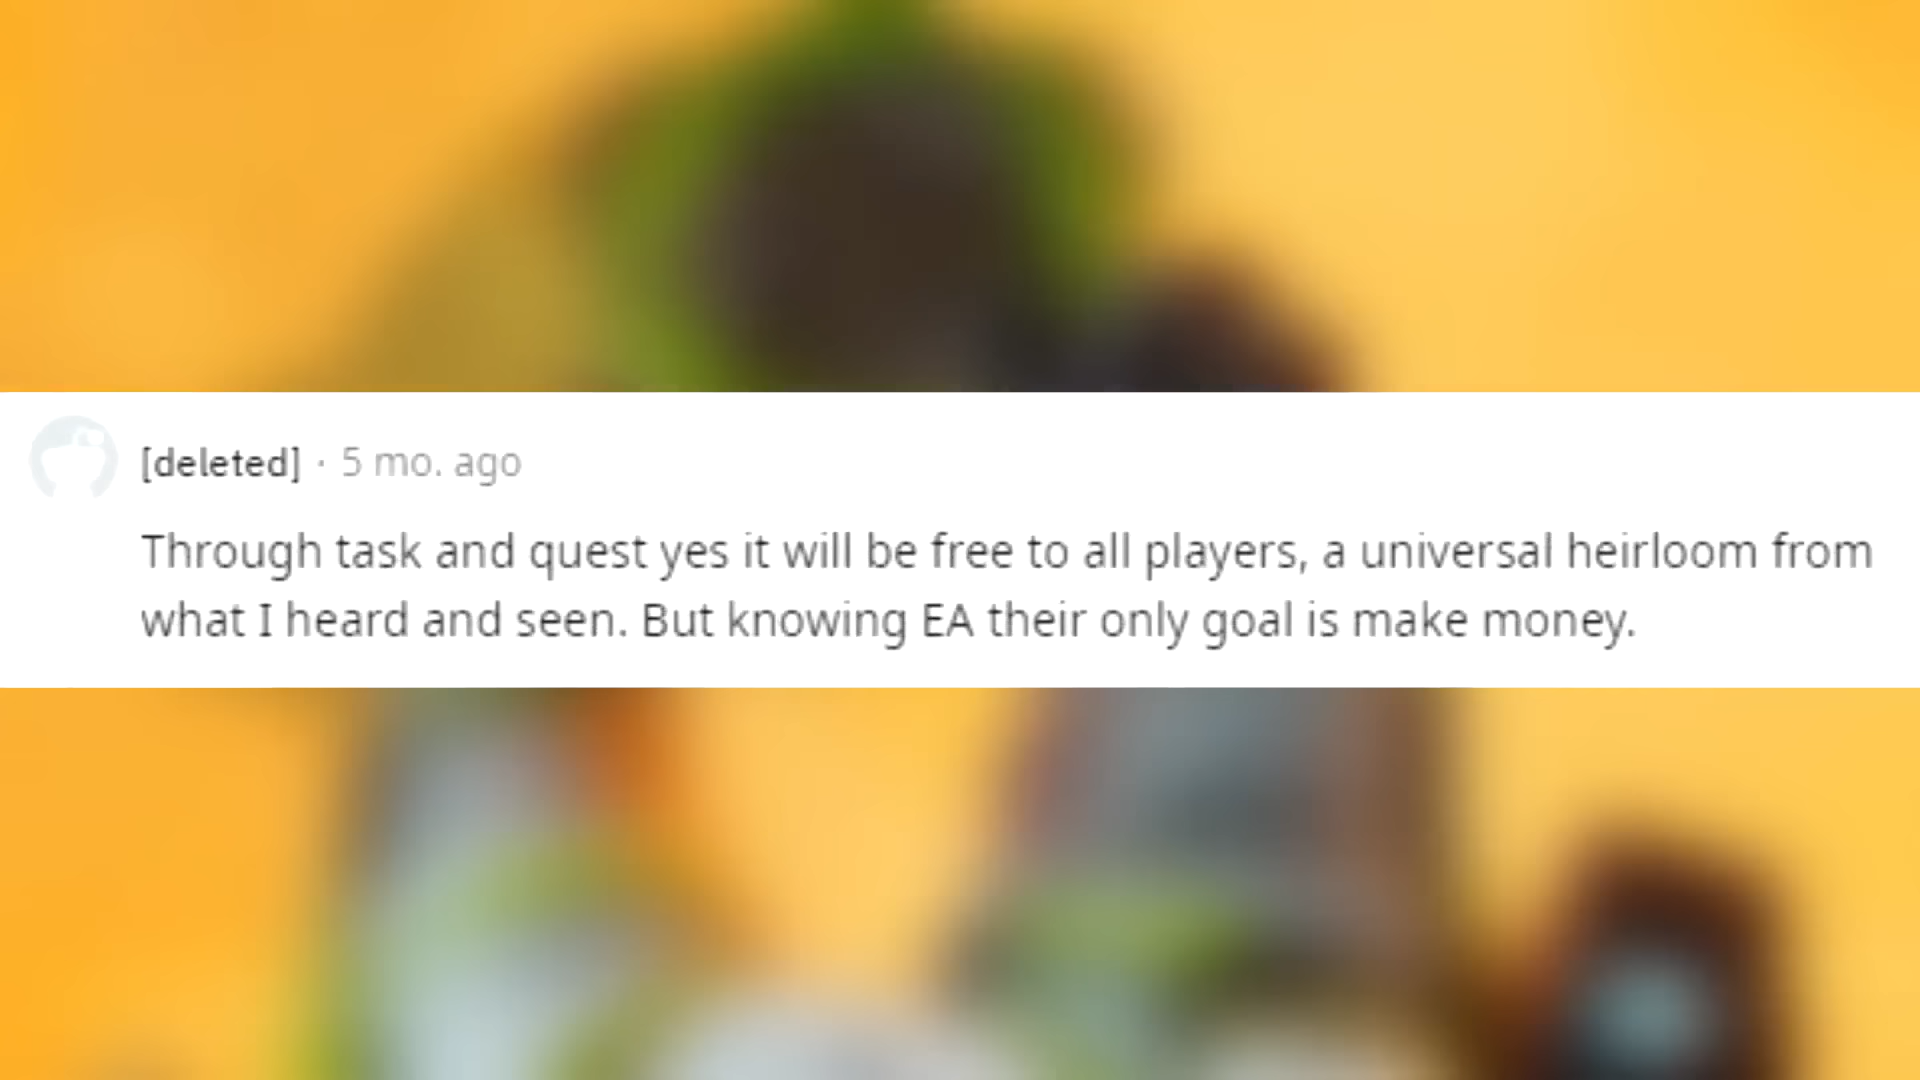 [deleted] · 5 mo. ago
Through task and quest yes it will be free to all players, a universal heirloom from
what I heard and seen. But knowing EA their only goal is make money.